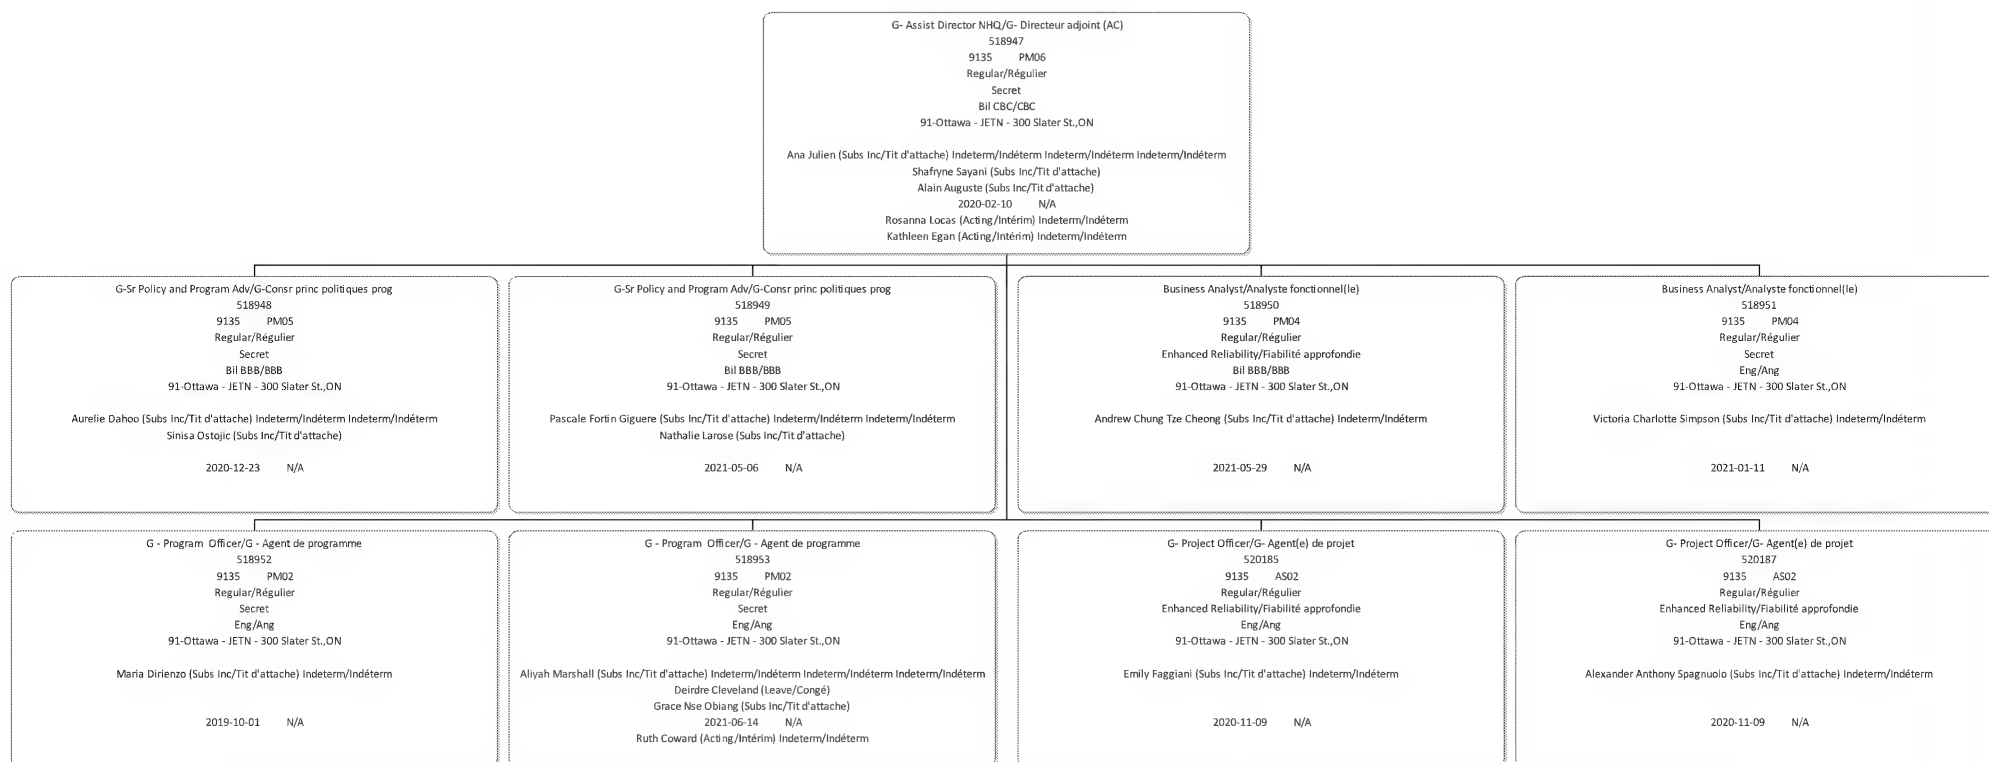 G- Assist Director NHQ/G- Directeur adjoint (AC)
518947
9135 PM06
Regular/Régulier
Secret
Bil CBC/CBC
91-Ottawa - JETN - 300 Slater St.,ON
Ana Julien (Subs Inc/Tit d'attache) Indeterm/Indéterm Indeterm/Indéterm Indeterm/Indéterm
Shafryne Sayani (Subs Inc/Tit d'attache)
Alain Auguste (Subs Inc/Tit d'attache)
2020-02-10 N/A
Rosanna Locas (Acting/Intérim) Indeterm/Indéterm
Kathleen Egan (Acting/Intérim) Indeterm/Indéterm
G-Sr Policy and Program Adv/G-Consr princ politiques prog
518948
9135 PM05
Regular/Régulier
Secret
Bil BBB/BBB
91-Ottawa - JETN - 300 Slater St.,ON
Aurelie Dahoo (Subs Inc/Tit d'attache) Indeterm/Indéterm Indeterm/Indéterm
Sinisa Ostojic (Subs Inc/Tit d'attache)
2020-12-23 N/A
G-Sr Policy and Program Adv/G-Consr princ politiques prog
518949
9135 PM05
Regular/Régulier
Secret
Bil BBB/BBB
91-Ottawa - JETN - 300 Slater St.,ON
Pascale Fortin Giguere (Subs Inc/Tit d'attache) Indeterm/Indéterm Indeterm/Indéterm
Nathalie Larose (Subs Inc/Tit d'attache)
2021-05-06 N/A
Business Analyst/Analyste fonctionnel(le)
518950
9135 PM04
Regular/Régulier
Enhanced Reliability/Fiabilité approfondie
Bil BBB/BBB
91-Ottawa - JETN - 300 Slater St.,ON
Andrew Chung Tze Cheong (Subs Inc/Tit d'attache) Indeterm/Indéterm
2021-05-29 N/A
Business Analyst/Analyste fonctionnel(le)
518951
9135 PM04
Regular/Régulier
Secret
Eng/Ang
91-Ottawa - JETN - 300 Slater St.,ON
Victoria Charlotte Simpson (Subs Inc/Tit d'attache) Indeterm/Indéterm
2021-01-11 N/A
G - Program Officer/G - Agent de programme
518952
9135 PM02
Regular/Régulier
Secret
Eng/Ang
91-Ottawa - JETN - 300 Slater St.,ON
Maria Dirienzo (Subs Inc/Tit d'attache) Indeterm/Indéterm
2019-10-01 N/A
G - Program Officer/G - Agent de programme
518953
9135 PM02
Regular/Régulier
Secret
Eng/Ang
91-Ottawa - JETN - 300 Slater St.,ON
Aliyah Marshall (Subs Inc/Tit d'attache) Indeterm/Indéterm Indeterm/Indéterm Indeterm/Indéterm
Deirdre Cleveland (Leave/Congé)
Grace Nse Obiang (Subs Inc/Tit d'attache)
2021-06-14 N/A
Ruth Coward (Acting/Intérim) Indeterm/Indéterm
G- Project Officer/G- Agent(e) de projet
520185
9135 AS02
Regular/Régulier
Enhanced Reliability/Fiabilité approfondie
Eng/Ang
91-Ottawa - JETN - 300 Slater St.,ON
Emily Faggiani (Subs Inc/Tit d'attache) Indeterm/Indéterm
2020-11-09 N/A
G- Project Officer/G- Agent(e) de projet
520187
9135 AS02
Regular/Régulier
Enhanced Reliability/Fiabilité approfondie
Eng/Ang
91-Ottawa - JETN - 300 Slater St.,ON
Alexander Anthony Spagnuolo (Subs Inc/Tit d'attache) Indeterm/Indéterm
2020-11-09 N/A